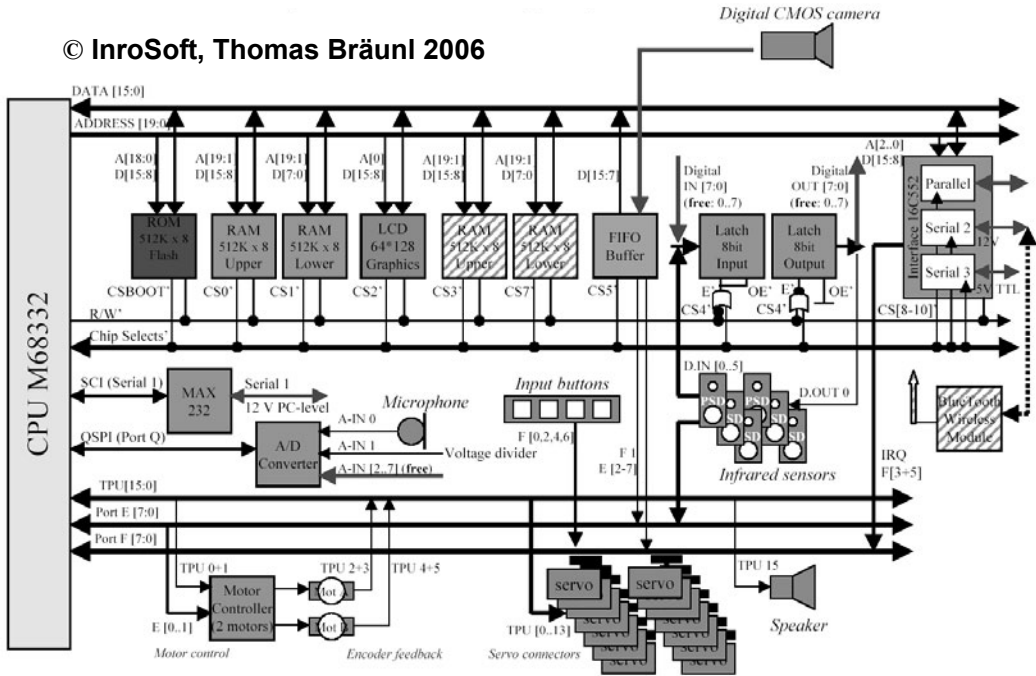 Digital CMOS camera
© InroSoft, Thomas Bräunl 2006
DATA [15:0]
ADDRESS [19:0]
A[18:0]
D[15:8]
A[19:1]
D[15:8]
A[19:1]
D[7:0]
A[0]
D[15:8]
A[19:1]
D[15:8]
A[19:1]
D[7:0
D[15:7]
Digital
IN [7:0]
(free: 0..7)
Digital
OUT [7:0]
(free: 0..7)
A[2..0]
D[15:8]
ROM
512K x 8
Flash
RAM
512K x 8
Upper
RAM
512K x 8
Lower
LCD
64*128
Graphics
RAM
512K x 8
Upper
RAM
512K x 8
Lower
FIFO
Buffer
Latch
8bit
Input
Latch
8bit
Output
Interface 16C552
Parallel
Serial 2
12V
Serial 3
5V TTL
CSBOOT'
CS0'
CS1'
CS2'
CS3'
CS7'
CS5'
E'
OE'
CS4'
E'
OE'
CS4'
CS[8-10]'
R/W'
Chip Selects'
CPU M68332
SCI (Serial 1)
MAX
232
Serial 1
12 V PC-level
QSPI (Port Q)
A/D
Converter
A-IN 0
Microphone
A-IN 1
Voltage divider
A-IN [2..7] (free)
Input buttons
F [0,2,4,6]
F 1
E [2-7]
D.IN [0..5]
D.OUT 0
PSD
PSD
SD
SD
SD
SD
Infrared sensors
BlueTooth
Wireless
Module
IRQ
F[3+5]
TPU[15:0]
Port E [7:0]
Port F [7:0]
TPU 0+1
Motor
Controller
(2 motors)
E [0..1]
Mot A
Mot B
TPU 2+3
TPU 4+5
Motor control
Encoder feedback
servo
servo
TPU [0..13]
Servo connectors
servo
servo
servo
servo
servo
servo
TPU 15
Speaker